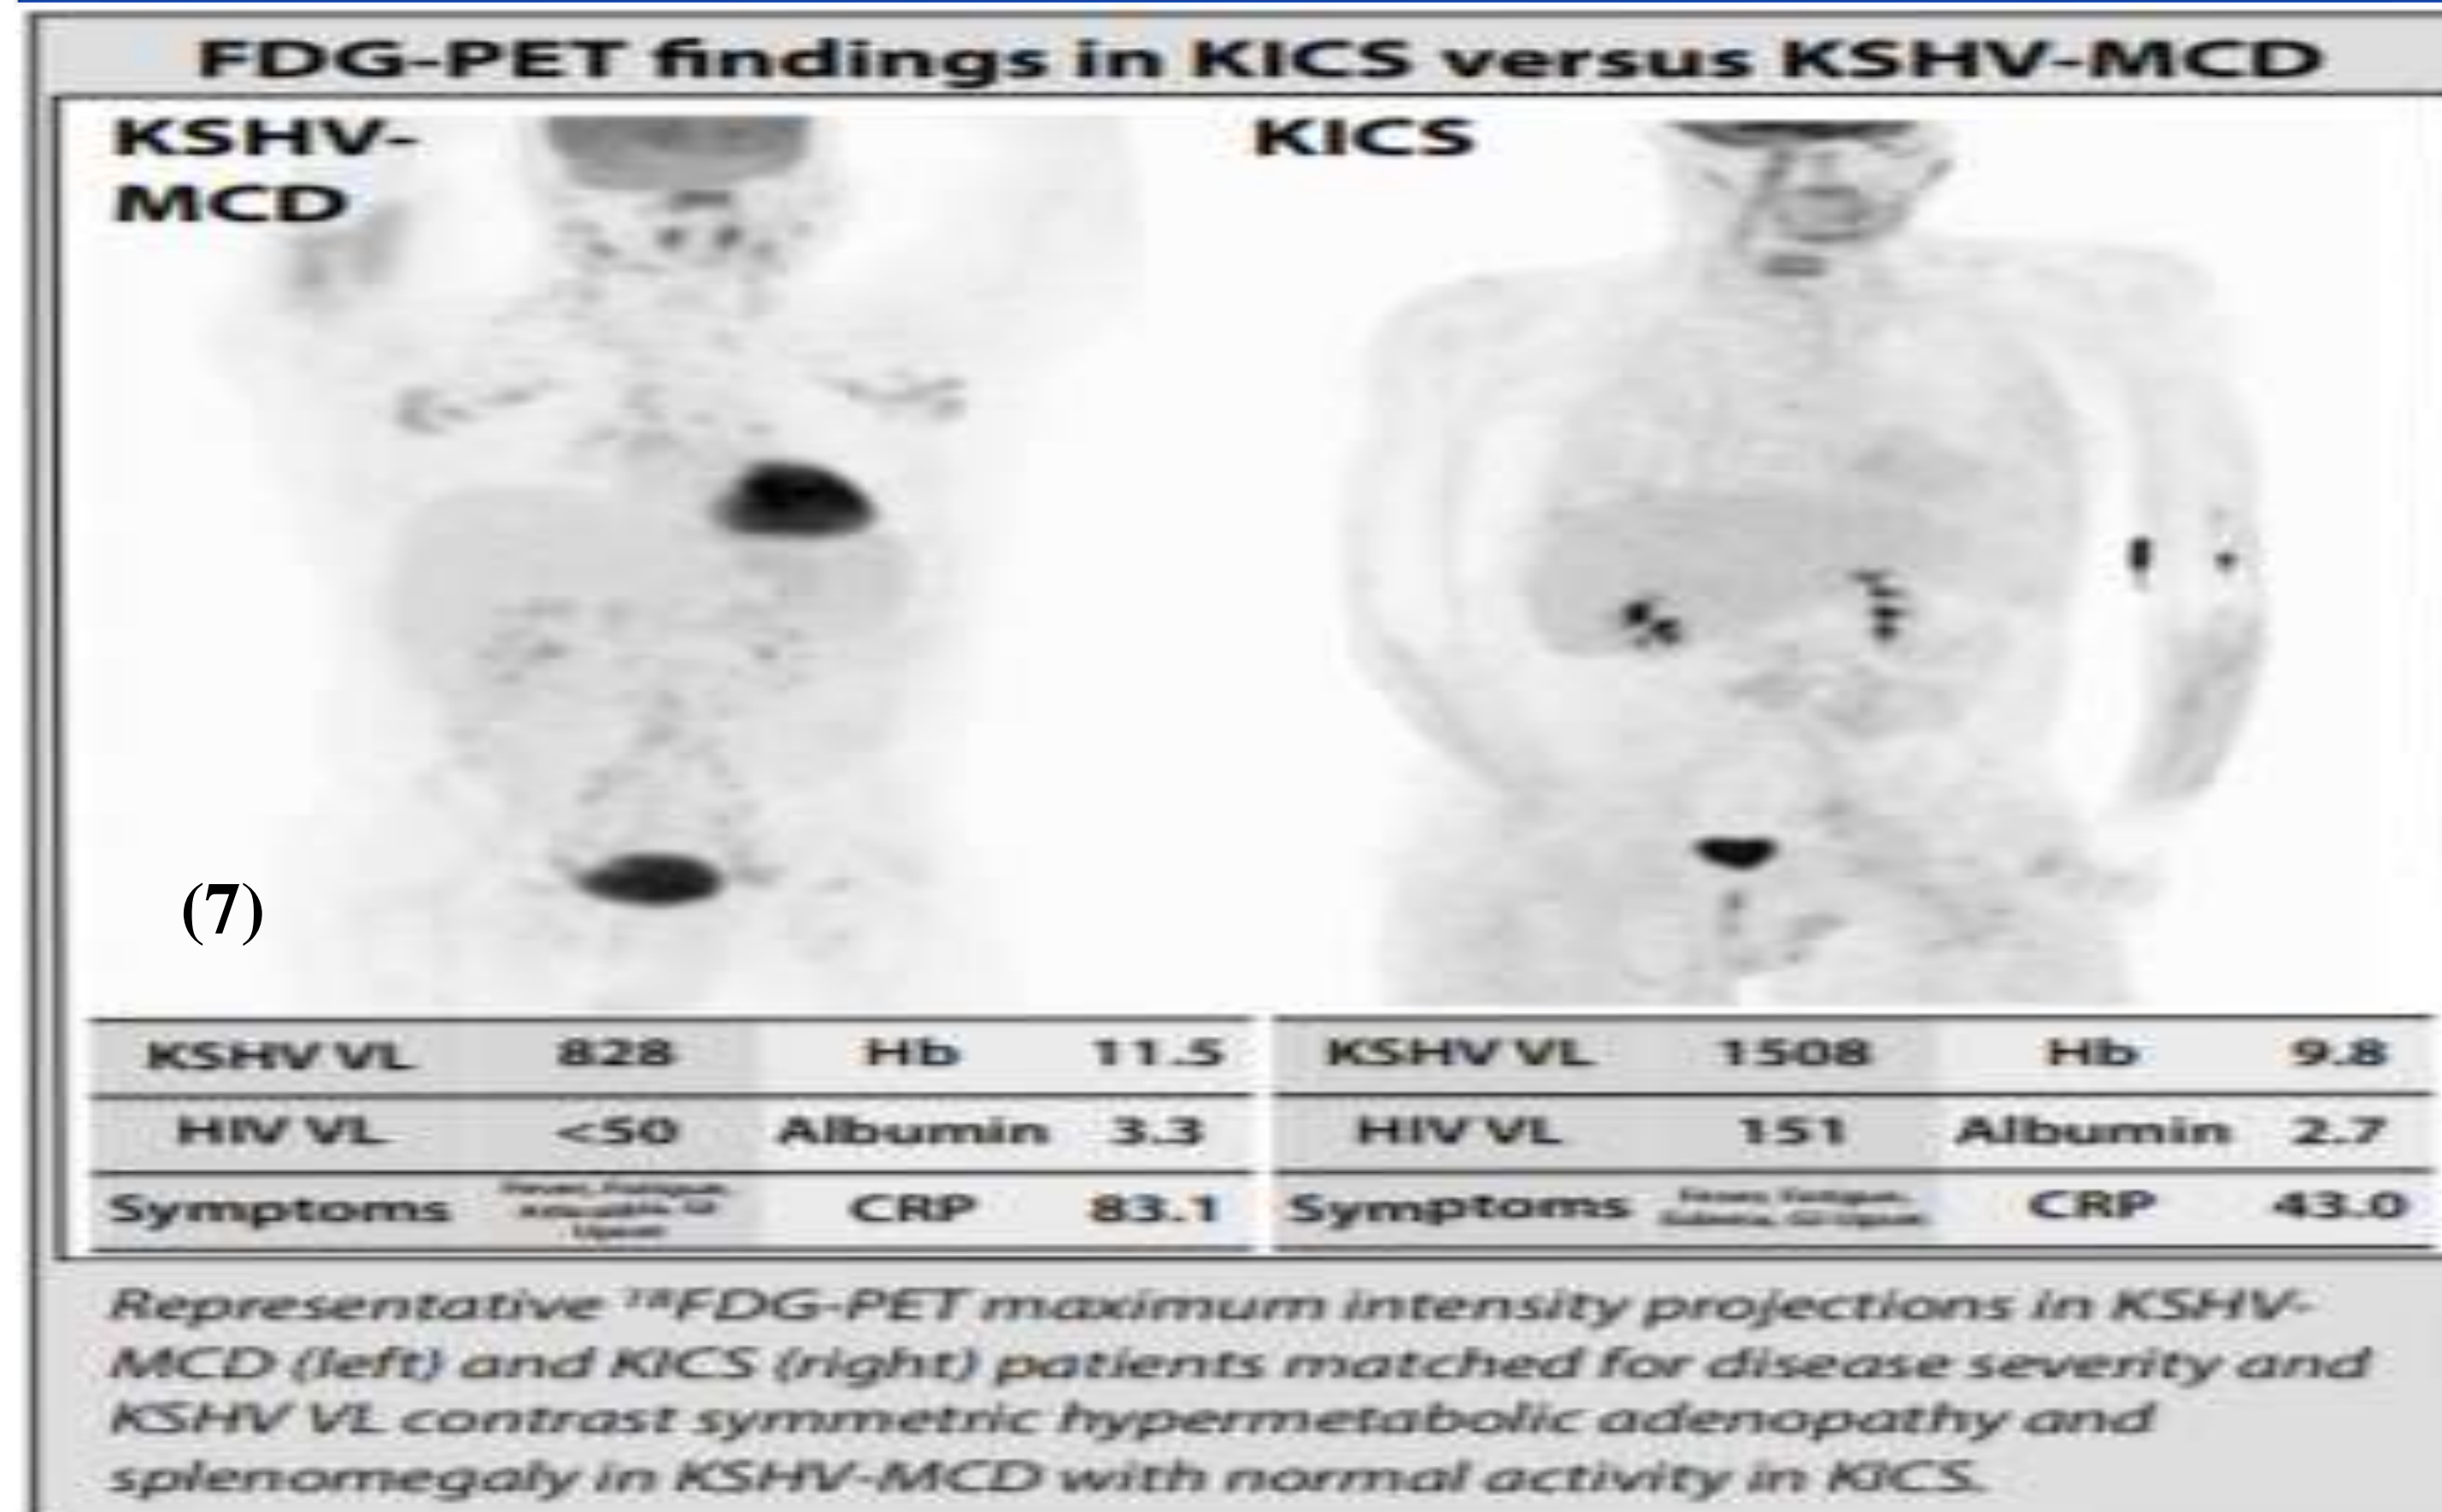 FDG-PET findings in KICS versus KSHV-MCD
KSHV-
MCD
KICS
(7)
KSHV VL 828 Hb 11.5
HIV VL <50 Albumin 3.3
Symptoms CRP 83.1
KSHV VL 1508 Hb 9.8
HIV VL 151 Albumin 2.7
Symptoms CRP 43.0
Representative ¹⁸FDG-PET maximum intensity projections in KSHV-
MCD (left) and KICS (right) patients matched for disease severity and
KSHV VL contrast symmetric hypermetabolic adenopathy and
splenomegaly in KSHV-MCD with normal activity in KICS.